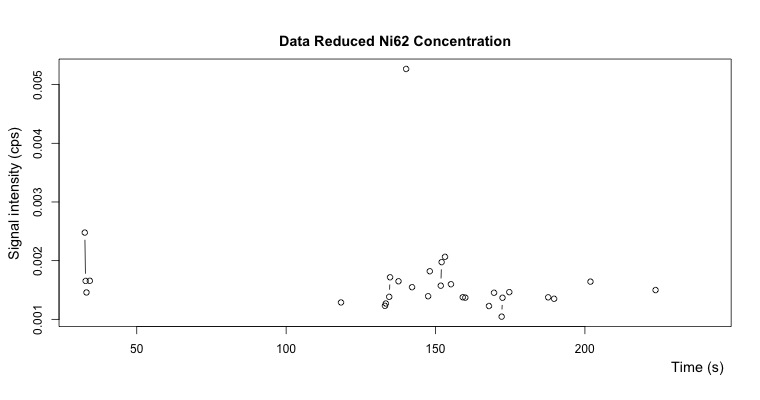 Data Reduced Ni62 Concentration
Signal intensity (cps)
0.005
0.004
0.003
0.002
0.001
50 100 150 200
Time (s)